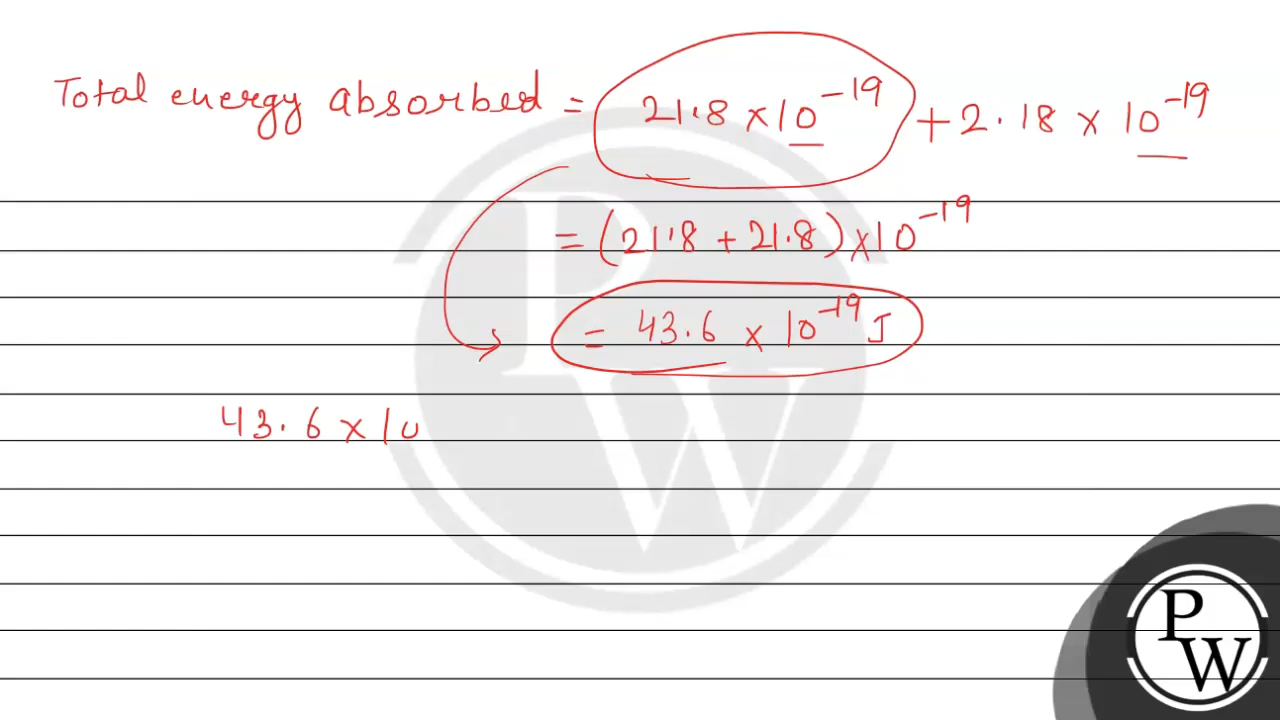 Total energy absorbed = 21.8 × 10⁻¹⁹ + 2.18 × 10⁻¹⁹
= (21.8 + 21.8) × 10⁻¹⁹
= 43.6 × 10⁻¹⁹ J
43.6 × 10
PW
PW